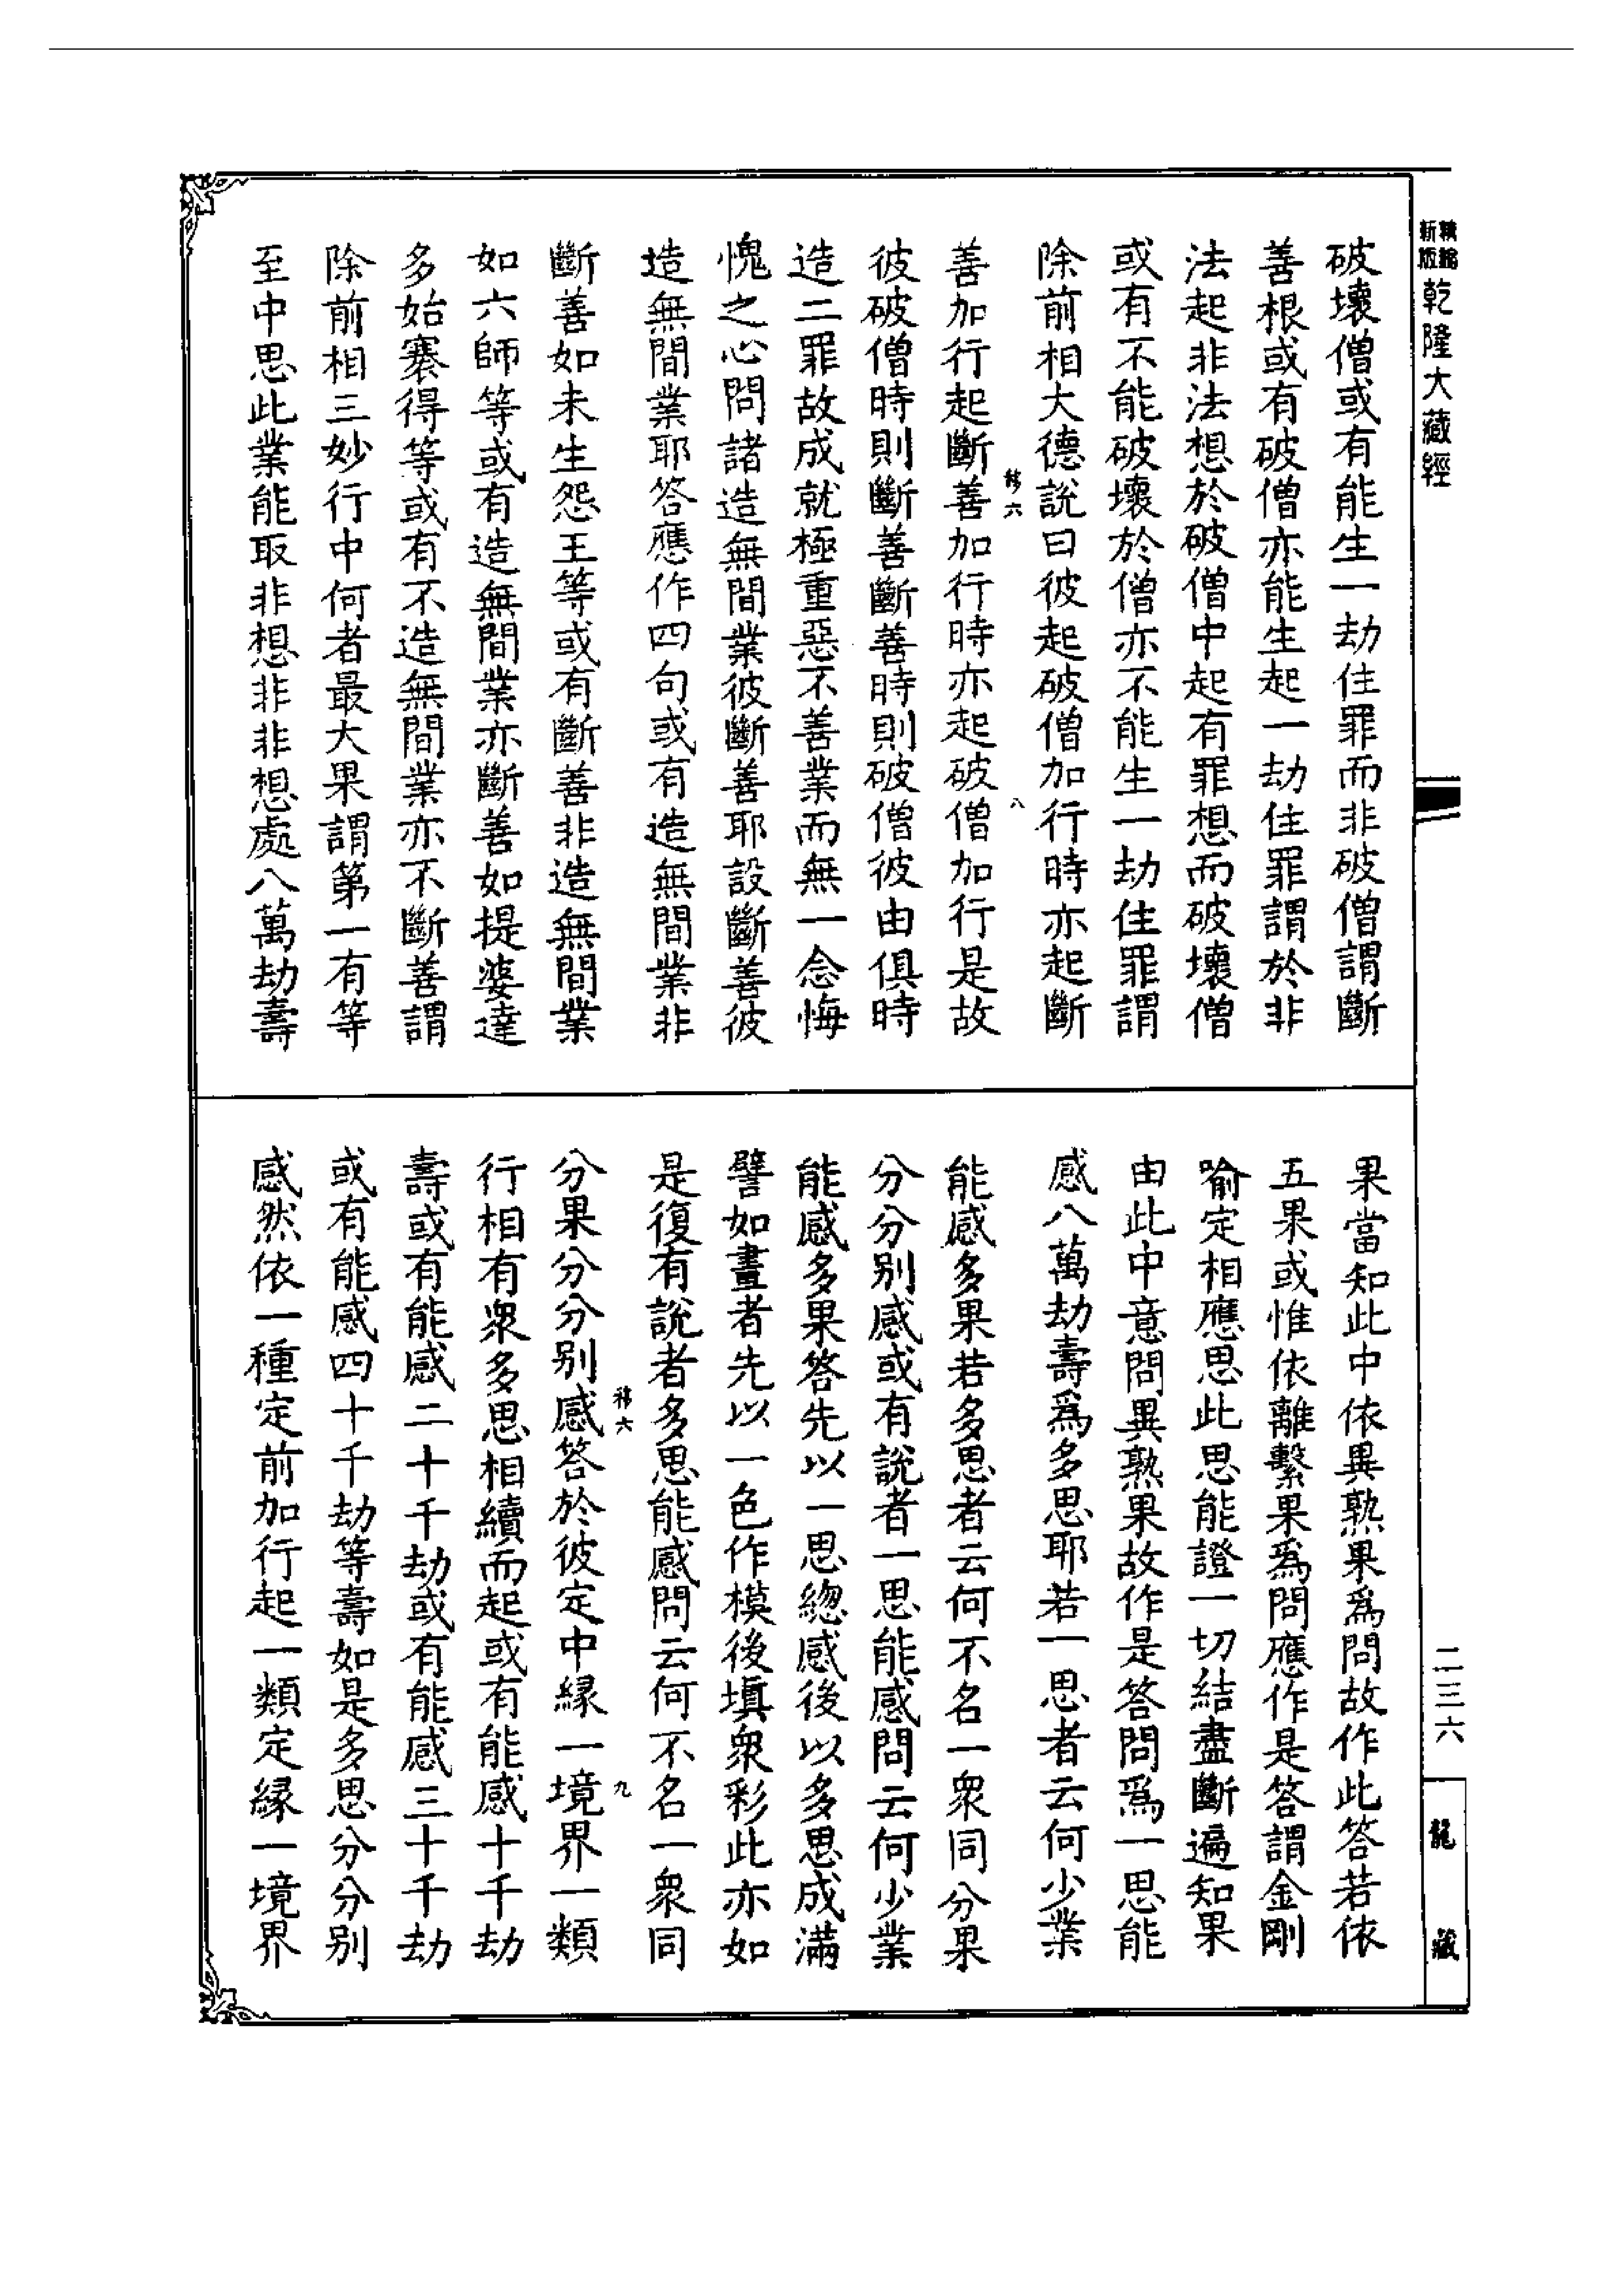 新編
縮版
乾隆大藏經
破壞僧或有能生一劫住罪而非破僧謂斷
善根或有破僧亦能生起一劫住罪謂於非
法起非法想於破僧中起有罪想而破壞僧
或有不能破壞於僧亦不能生一劫住罪謂
除前相大德說曰彼起破僧加行時亦起斷
移六
八
善加行起斷善加行時亦起破僧加行是故
彼破僧時則斷善斷善時則破僧彼由俱時
造二罪故成就極重惡不善業而無一念悔
愧之心問諸造無間業彼斷善耶設斷善彼
造無間業耶答應作四句或有造無間業非
斷善如未生怨王等或有斷善非造無間業
如六師等或有造無間業亦斷善如提婆達
多始騫得等或有不造無間業亦不斷善謂
除前相三妙行中何者最大果謂第一有等
至中思此業能取非想非非想處八萬劫壽
果當知此中依異熟果爲問故作此答若依
五果或惟依離繫果爲問應作是答謂金剛
喻定相應思此思能證一切結盡斷遍知果
由此中意問異熟果故作是答問爲一思能
感八萬劫壽爲多思耶若一思者云何少業
能感多果若多思者云何不名一衆同分果
分分別感或有說者一思能感問云何少業
能感多果答先以一思總感後以多思成滿
譬如畫者先以一色作模後塡衆彩此亦如
是復有說者多思能感問云何不名一衆同
移六
九
分果分分別感答於彼定中緣一境界一類
行相有衆多思相續而起或有能感十千劫
壽或有能感二十千劫或有能感三十千劫
或有能感四十千劫等壽如是多思分分別
感然依一種定前加行起一類定緣一境界
二三六
龍藏